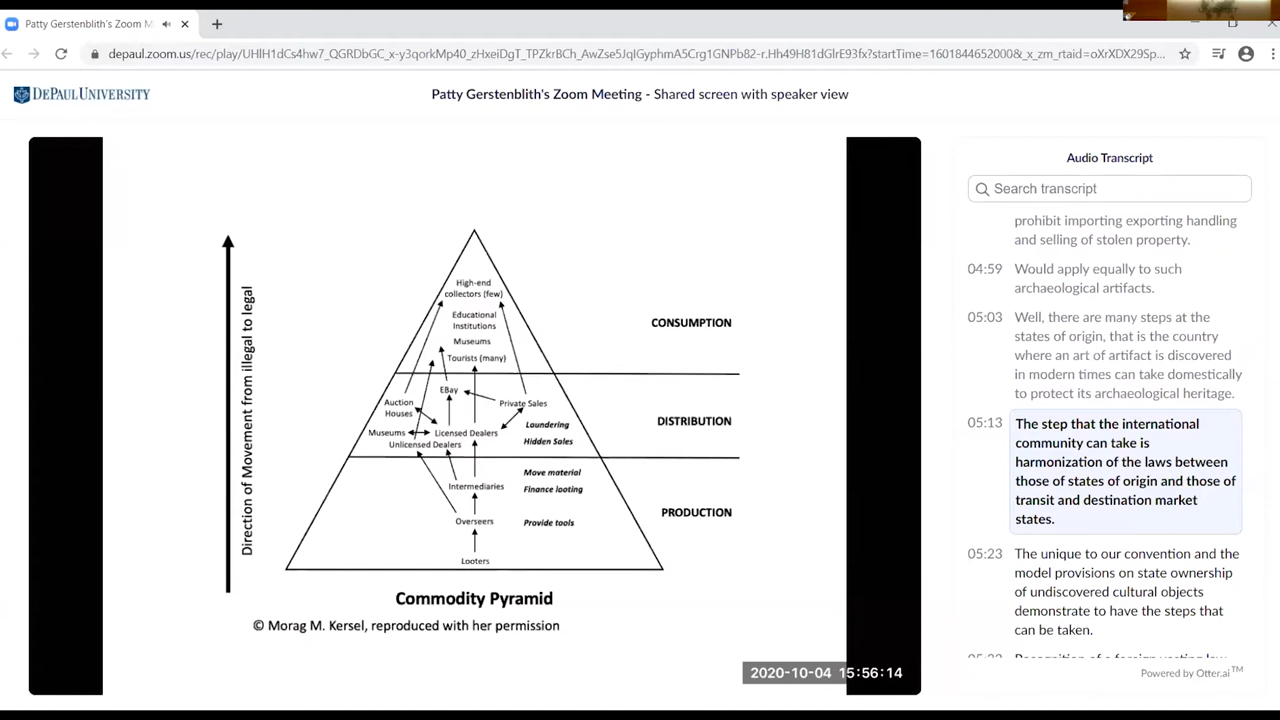 Patty Gerstenblith's Zoom M
depaul.zoom.us/rec/play/UHlH1dCs4hw7_QGRDbGC_x-y3qorkMp40_zHxeiDgT_TPZkrBCh_AwZse5JqlGyphmA5Crg1GNPb82-r.Hh49H81dGlrE93fx?startTime=1601844652000&_x_zm_rtaid=oXrXDX29Sp...
DEPAUL UNIVERSITY
Patty Gerstenblith's Zoom Meeting - Shared screen with speaker view
Direction of Movement from illegal to legal
High-end
collectors (few)
Educational
Institutions
Museums
Tourists (many)
CONSUMPTION
EBay
Auction
Houses
Private Sales
Museums
Licensed Dealers
Unlicensed Dealers
Laundering
Hidden Sales
DISTRIBUTION
Move material
Finance looting
Intermediaries
Overseers
Provide tools
Looters
PRODUCTION
Commodity Pyramid
© Morag M. Kersel, reproduced with her permission
2020-10-04 15:56:14
Audio Transcript
Search transcript
prohibit importing exporting handling
and selling of stolen property.
04:59 Would apply equally to such
archaeological artifacts.
05:03 Well, there are many steps at the
states of origin, that is the country
where an art of artifact is discovered
in modern times can take domestically
to protect its archaeological heritage.
05:13 The step that the international
community can take is
harmonization of the laws between
those of states of origin and those of
transit and destination market
states.
05:23 The unique to our convention and the
model provisions on state ownership
of undiscovered cultural objects
demonstrate to have the steps that
can be taken.
Powered by Otter.ai™